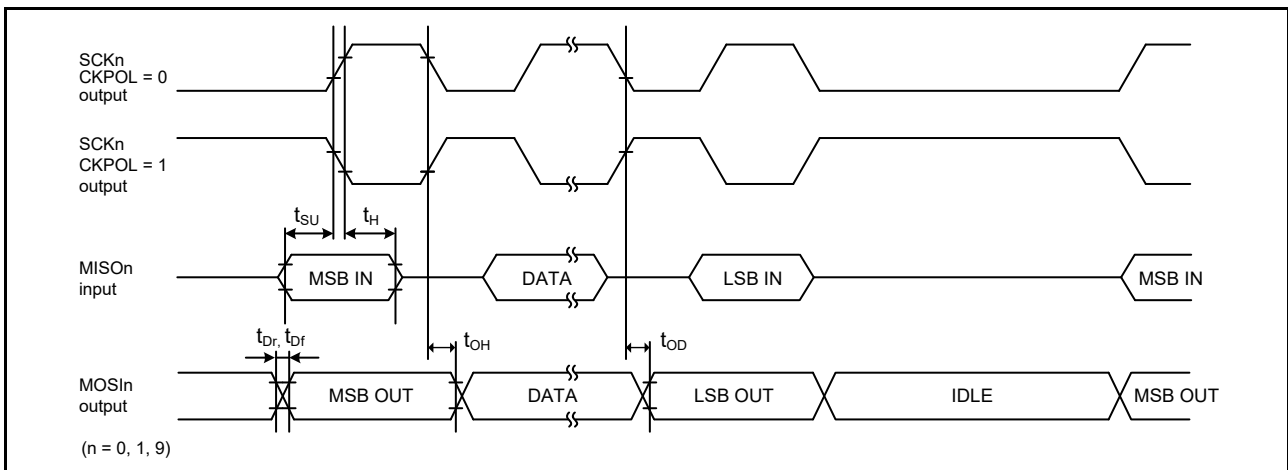 SCKn
CKPOL = 0
output
SCKn
CKPOL = 1
output
tSU
tH
MISOn
input
MSB IN
DATA
LSB IN
MSB IN
tDr, tDf
tOH
tOD
MOSIn
output
MSB OUT
DATA
LSB OUT
IDLE
MSB OUT
(n = 0, 1, 9)